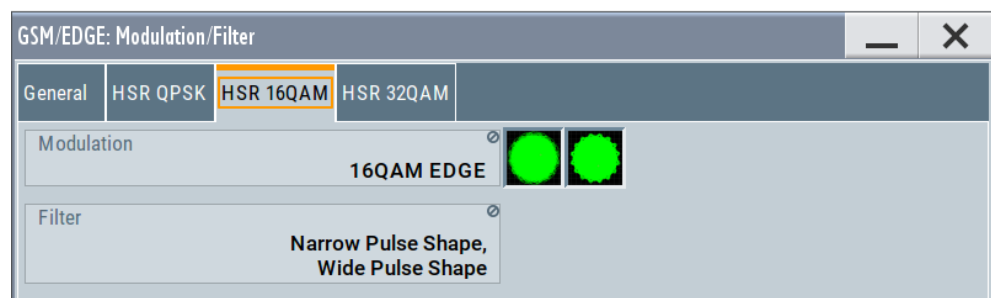 GSM/EDGE: Modulation/Filter
General HSR QPSK HSR 16QAM HSR 32QAM
Modulation
16QAM EDGE
Filter
Narrow Pulse Shape,
Wide Pulse Shape